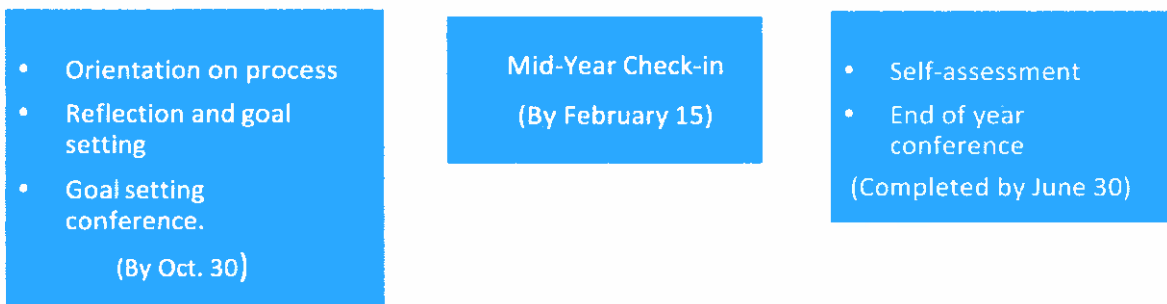 • Orientation on process
• Reflection and goal
setting
• Goal setting
conference.
(By Oct. 30)
Mid-Year Check-in
(By February 15)
• Self-assessment
• End of year
conference
(Completed by June 30)